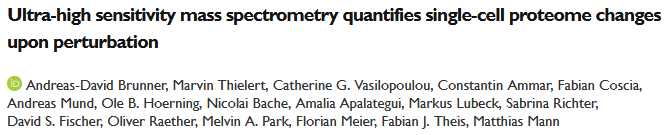 Ultra-high sensitivity mass spectrometry quantifies single-cell proteome changes
upon perturbation
iD Andreas-David Brunner, Marvin Thielert, Catherine G. Vasilopoulou, Constantin Ammar, Fabian Coscia,
Andreas Mund, Ole B. Hoerning, Nicolai Bache, Amalia Apalategui, Markus Lubeck, Sabrina Richter,
David S. Fischer, Oliver Raether, Melvin A. Park, Florian Meier, Fabian J. Theis, Matthias Mann